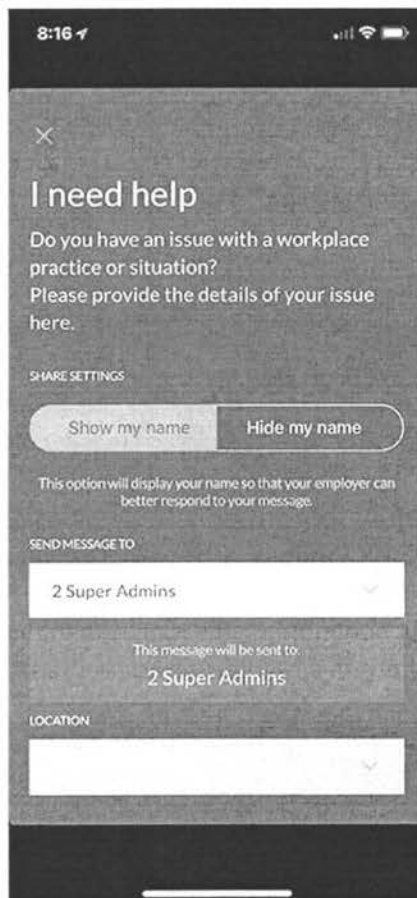 8:16
I need help
Do you have an issue with a workplace
practice or situation?
Please provide the details of your issue
here.
SHARE SETTINGS
Show my name
Hide my name
This option will display your name so that your employer can
better respond to your message.
SEND MESSAGE TO
2 Super Admins
This message will be sent to:
2 Super Admins
LOCATION